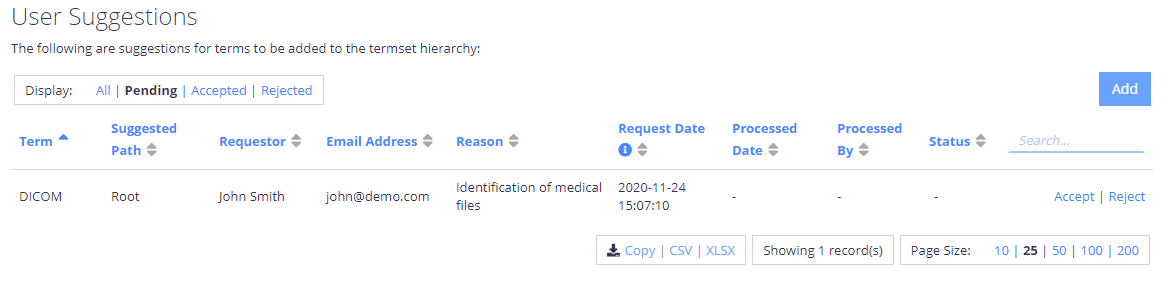 User Suggestions
The following are suggestions for terms to be added to the termset hierarchy:
Display: All | Pending | Accepted | Rejected
Add
Term Suggested Path Requestor Email Address Reason Request Date Processed Date Processed By Status Search...
DICOM Root John Smith john@demo.com Identification of medical files 2020-11-24 15:07:10 - - - Accept | Reject
Copy | CSV | XLSX Showing 1 record(s) Page Size: 10 | 25 | 50 | 100 | 200